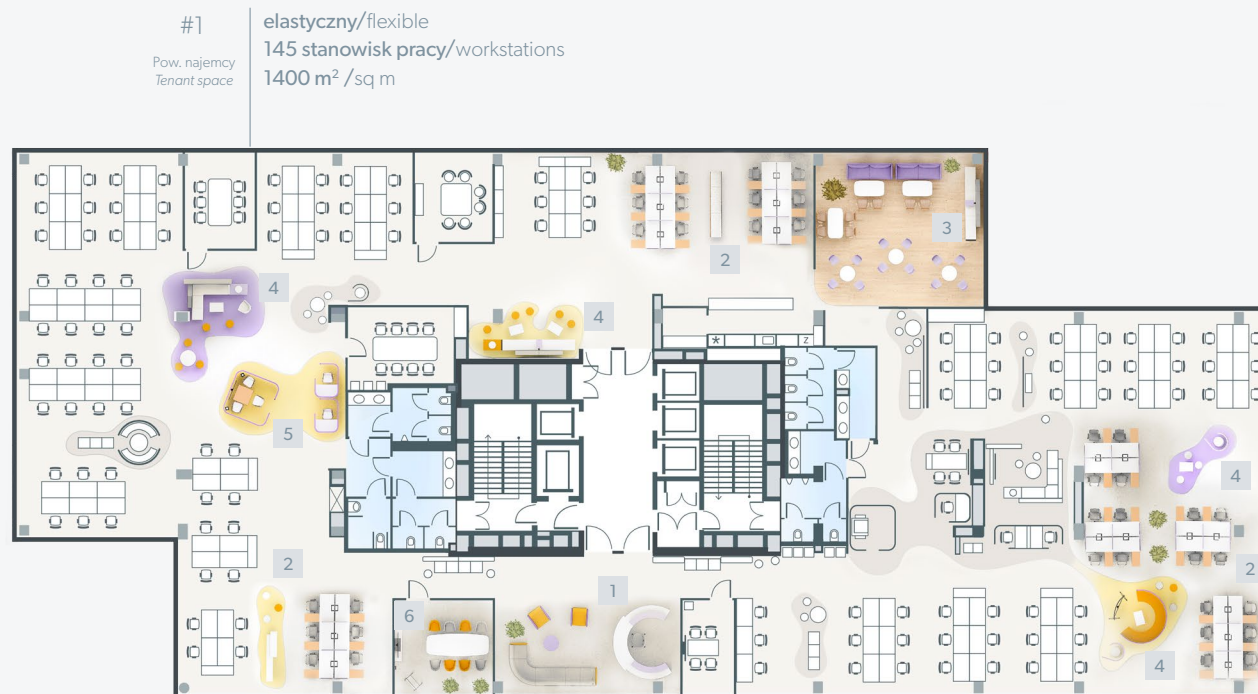 #1
Pow. najemcy
Tenant space
elastyczny/flexible
145 stanowisk pracy/workstations
1400 m² /sq m
2
3
4
4
5
4
2
2
1
6
4
*
z